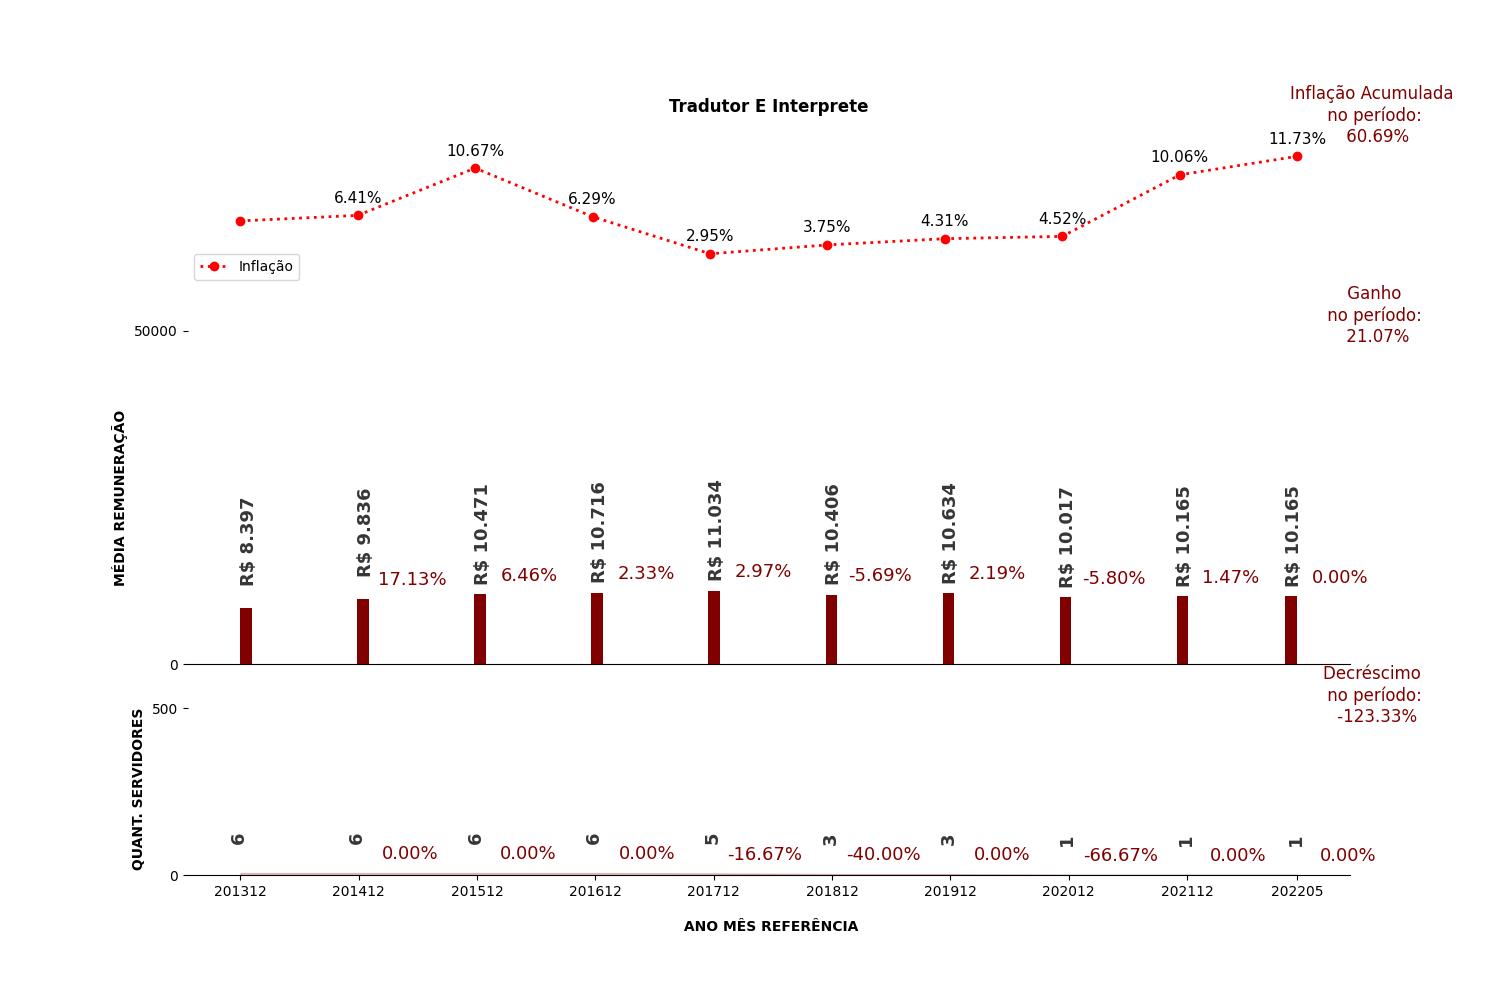 Tradutor E Interprete
Inflação Acumulada
no período:
60.69%
6.41%
10.67%
6.29%
2.95%
3.75%
4.31%
4.52%
10.06%
11.73%
Inflação
Ganho
no período:
21.07%
50000
0
MÉDIA REMUNERAÇÃO
R$ 8.397
R$ 9.836
R$ 10.471
R$ 10.716
R$ 11.034
R$ 10.406
R$ 10.634
R$ 10.017
R$ 10.165
R$ 10.165
17.13%
6.46%
2.33%
2.97%
-5.69%
2.19%
-5.80%
1.47%
0.00%
Decréscimo
no período:
-123.33%
500
0
QUANT. SERVIDORES
6
6
6
6
5
3
3
1
1
1
0.00%
0.00%
0.00%
-16.67%
-40.00%
0.00%
-66.67%
0.00%
0.00%
201312
201412
201512
201612
201712
201812
201912
202012
202112
202205
ANO MÊS REFERÊNCIA